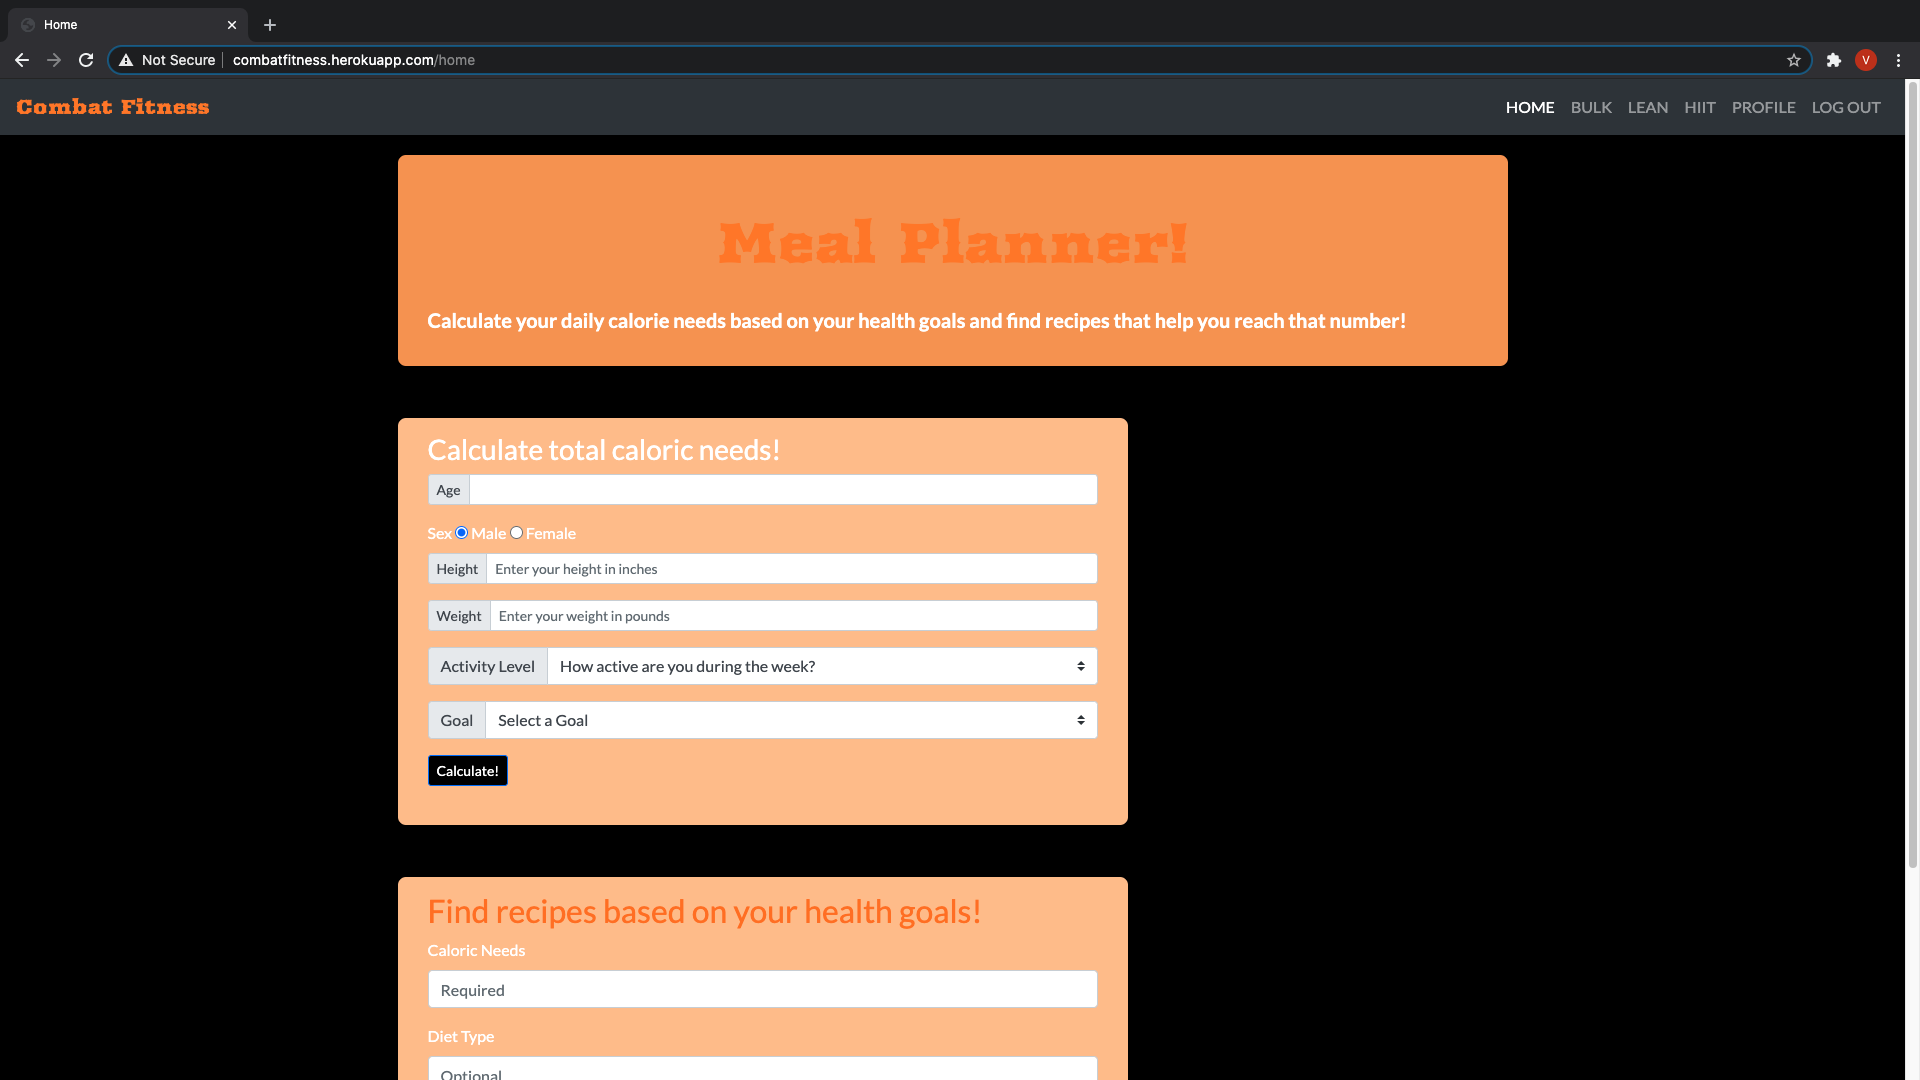 Home
Not Secure combatfitness.herokuapp.com/home
V
Combat Fitness
HOME BULK LEAN HIIT PROFILE LOG OUT
Meal Planner!
Calculate your daily calorie needs based on your health goals and find recipes that help you reach that number!
Calculate total caloric needs!
Age
Sex Male Female
Height Enter your height in inches
Weight Enter your weight in pounds
Activity Level How active are you during the week?
Goal Select a Goal
Calculate!
Find recipes based on your health goals!
Caloric Needs
Required
Diet Type
Optional